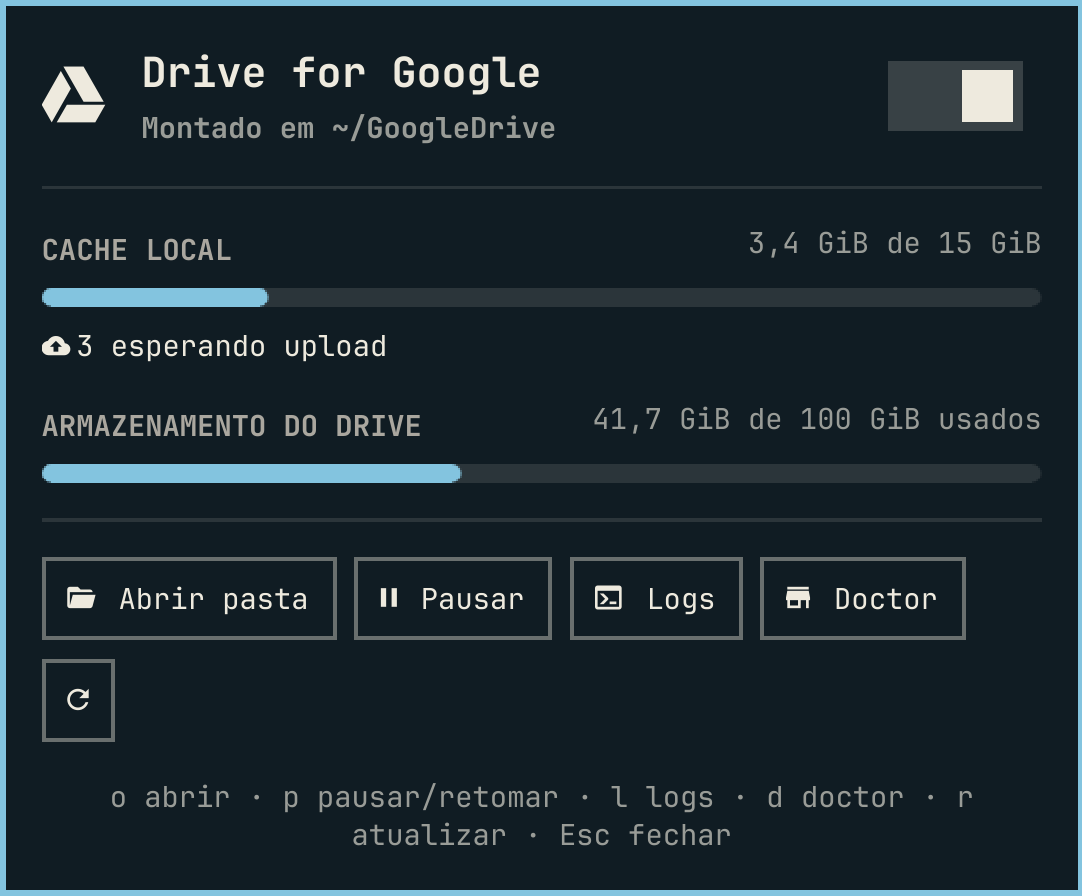 Drive for Google
Montado em ~/GoogleDrive
CACHE LOCAL
3,4 GiB de 15 GiB
3 esperando upload
ARMAZENAMENTO DO DRIVE
41,7 GiB de 100 GiB usados
Abrir pasta
Pausar
Logs
Doctor
o abrir · p pausar/retomar · l logs · d doctor · r
atualizar · Esc fechar